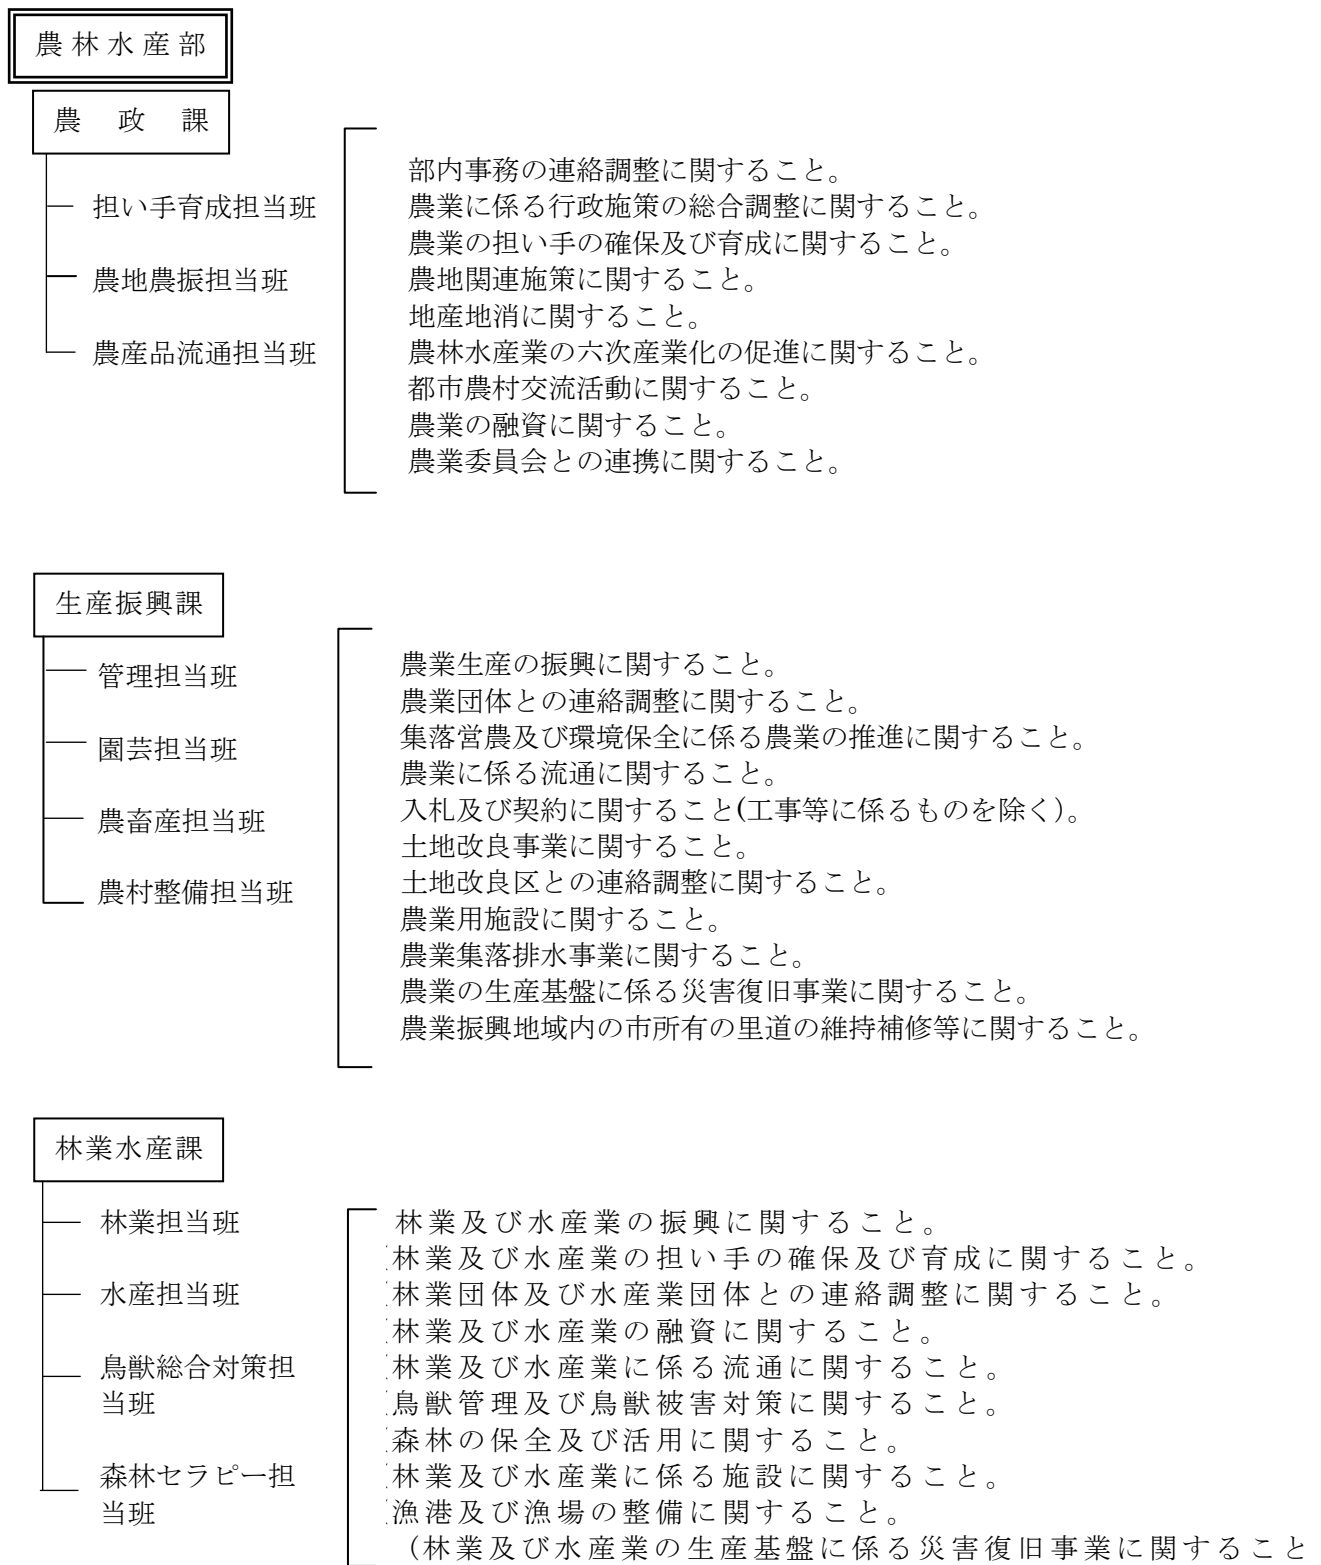 農林水産部
農政課
担い手育成担当班
農地農振担当班
農産品流通担当班
部内事務の連絡調整に関すること。
農業に係る行政施策の総合調整に関すること。
農業の担い手の確保及び育成に関すること。
農地関連施策に関すること。
地産地消に関すること。
農林水産業の六次産業化の促進に関すること。
都市農村交流活動に関すること。
農業の融資に関すること。
農業委員会との連携に関すること。
生産振興課
管理担当班
園芸担当班
農畜産担当班
農村整備担当班
農業生産の振興に関すること。
農業団体との連絡調整に関すること。
集落営農及び環境保全に係る農業の推進に関すること。
農業に係る流通に関すること。
入札及び契約に関すること(工事等に係るものを除く)。
土地改良事業に関すること。
土地改良区との連絡調整に関すること。
農業用施設に関すること。
農業集落排水事業に関すること。
農業の生産基盤に係る災害復旧事業に関すること。
農業振興地域内の市所有の里道の維持補修等に関すること。
林業水産課
林業担当班
水産担当班
鳥獣総合対策担
当班
森林セラピー担
当班
林業及び水産業の振興に関すること。
林業及び水産業の担い手の確保及び育成に関すること。
林業団体及び水産業団体との連絡調整に関すること。
林業及び水産業の融資に関すること。
林業及び水産業に係る流通に関すること。
鳥獣管理及び鳥獣被害対策に関すること。
森林の保全及び活用に関すること。
林業及び水産業に係る施設に関すること。
漁港及び漁場の整備に関すること。
(林業及び水産業の生産基盤に係る災害復旧事業に関すること